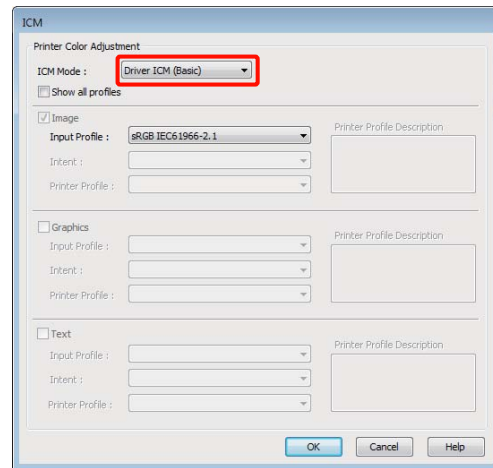 ICM
Printer Color Adjustment
ICM Mode : Driver ICM (Basic)
Show all profiles
Image
Printer Profile Description
Input Profile : sRGB IEC61966-2.1
Intent :
Printer Profile :
Graphics
Printer Profile Description
Input Profile :
Intent :
Printer Profile :
Text
Printer Profile Description
Input Profile :
Intent :
Printer Profile :
OK Cancel Help